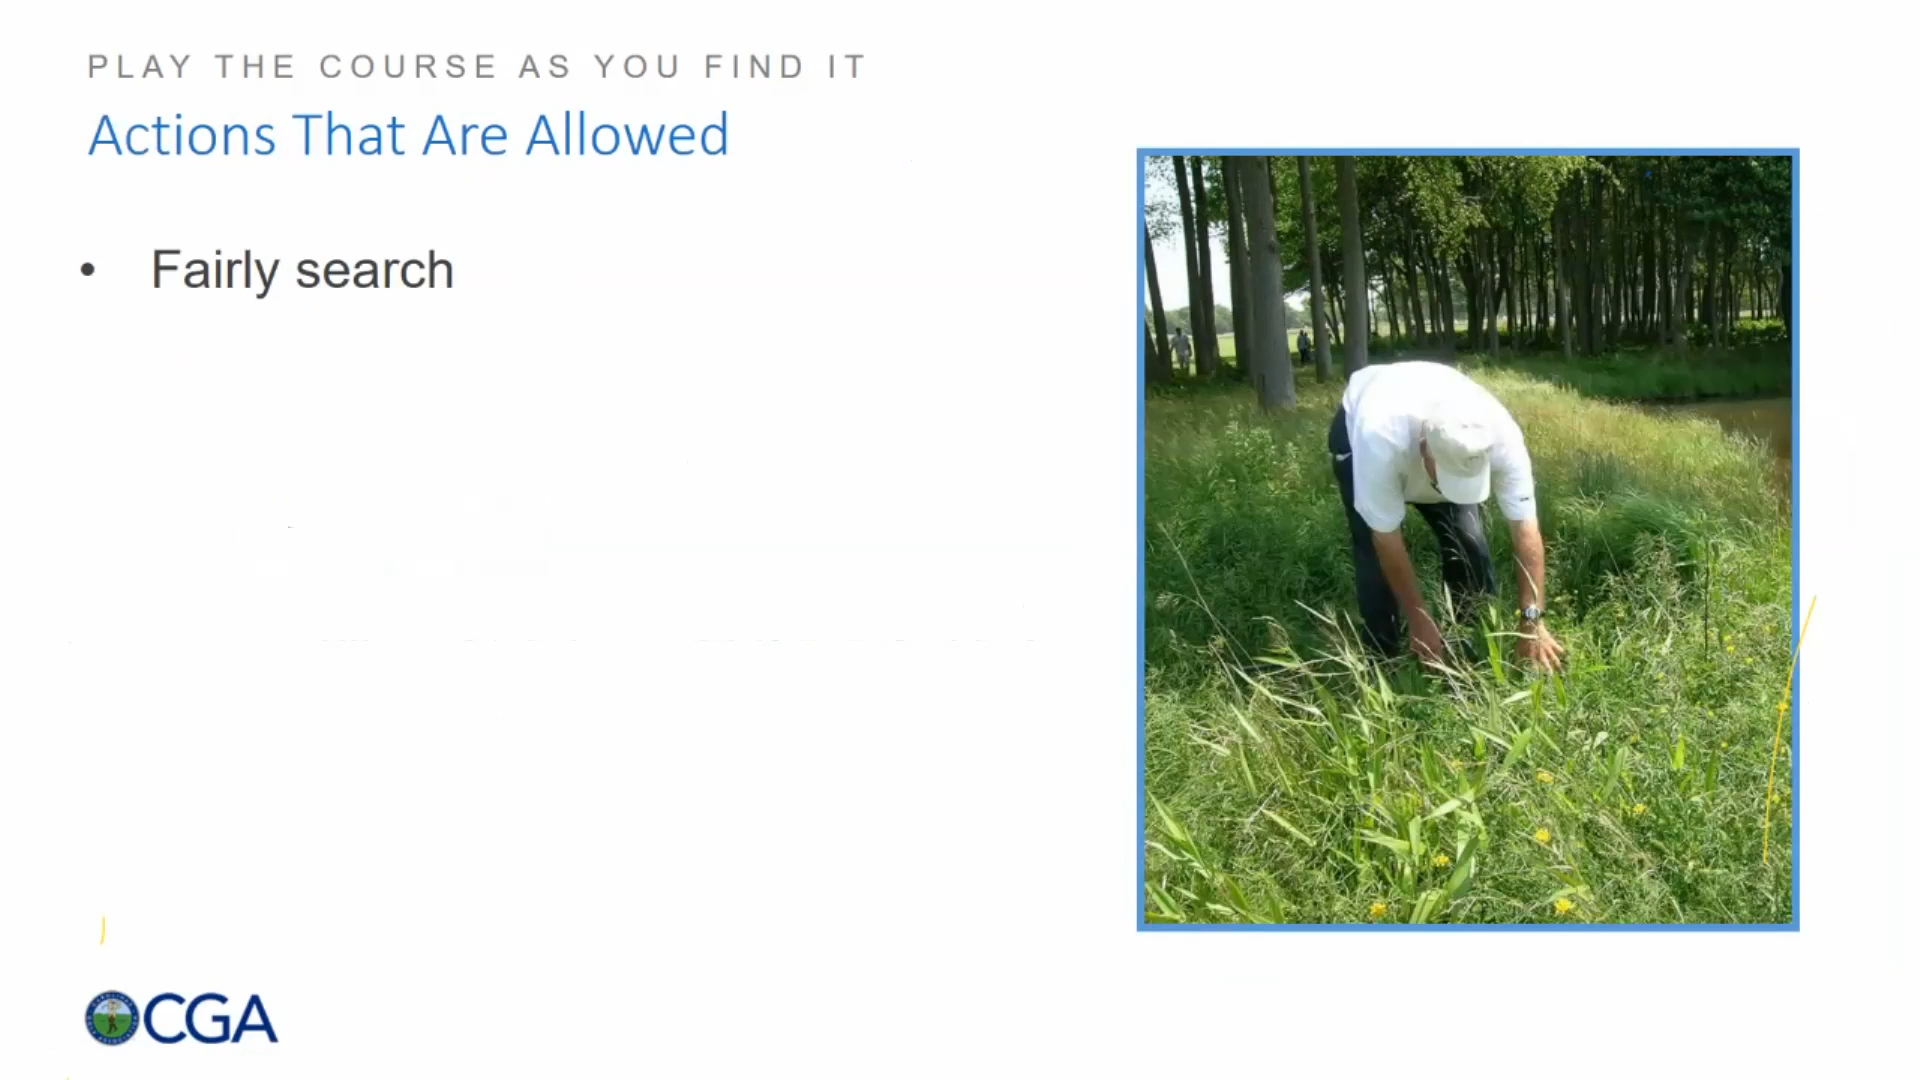 PLAY THE COURSE AS YOU FIND IT
Actions That Are Allowed
• Fairly search
CGA